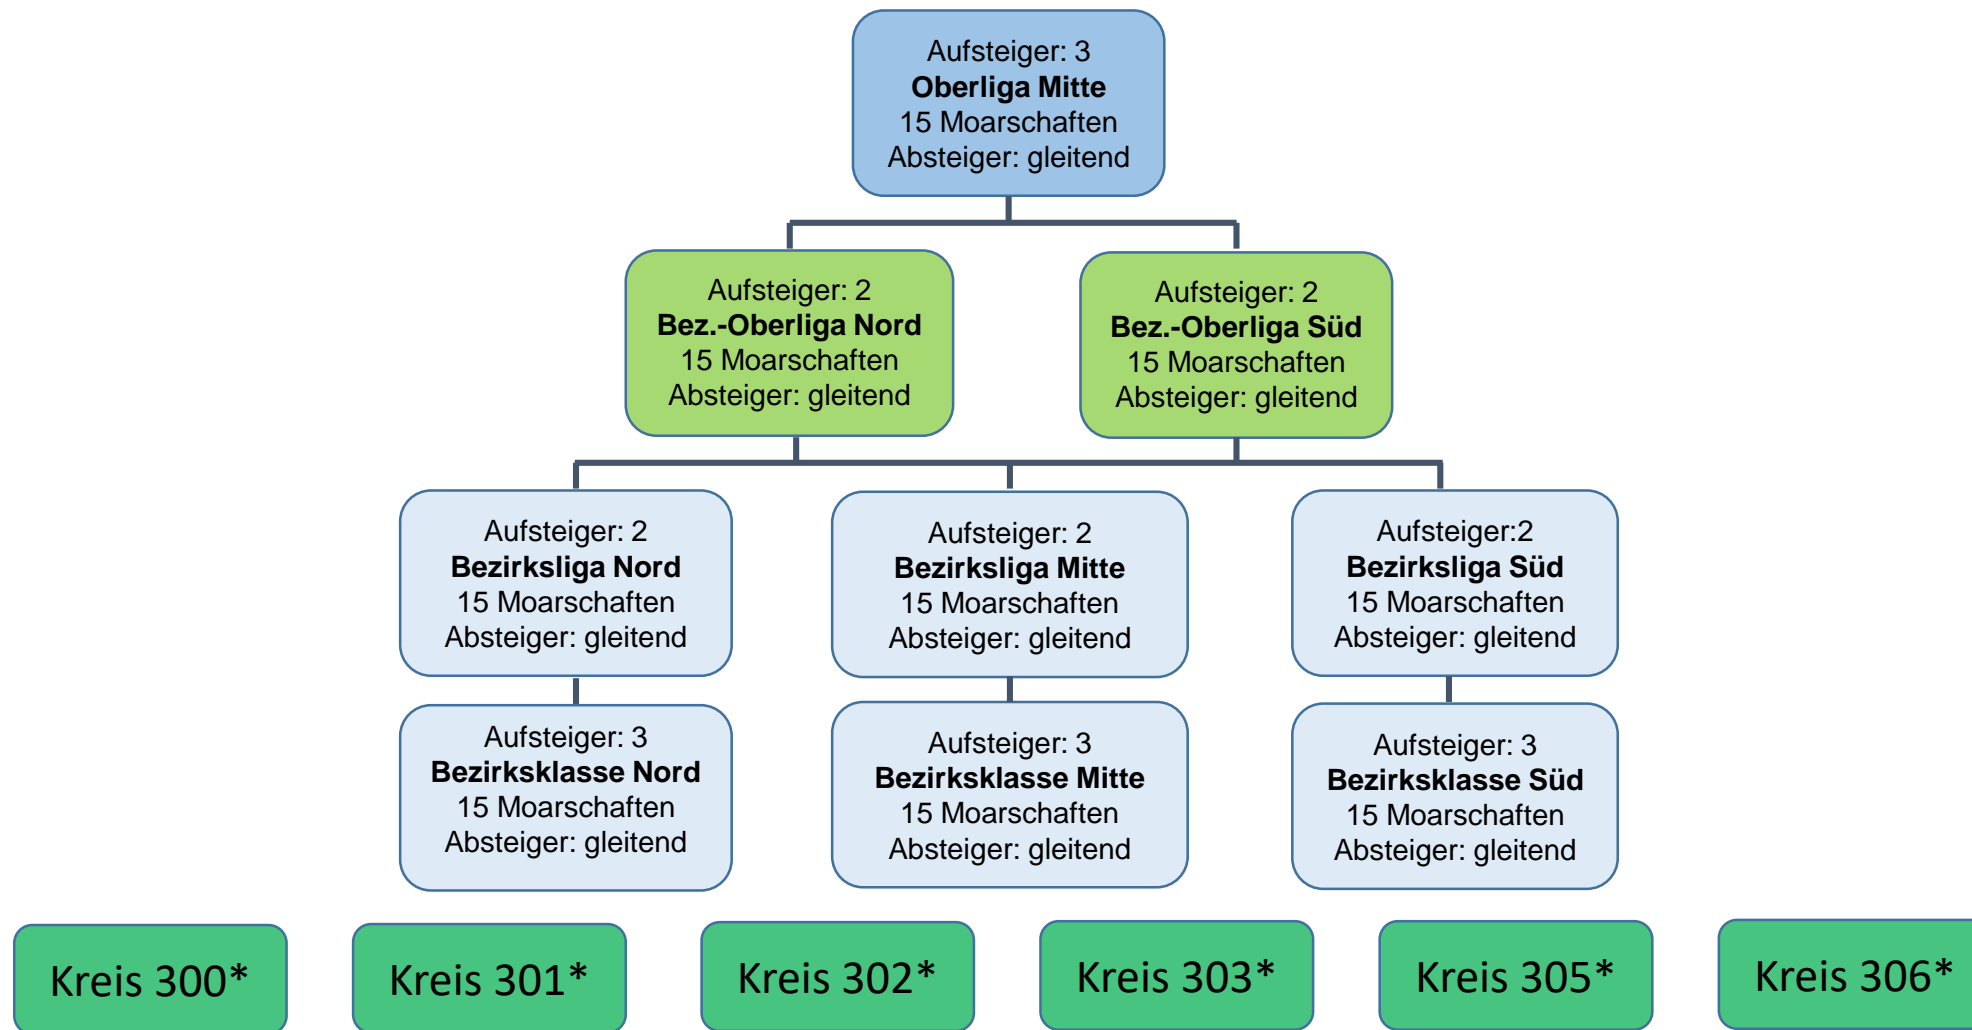 Aufsteiger: 3
Oberliga Mitte
15 Moarschaften
Absteiger: gleitend
Aufsteiger: 2
Bez.-Oberliga Nord
15 Moarschaften
Absteiger: gleitend
Aufsteiger: 2
Bez.-Oberliga Süd
15 Moarschaften
Absteiger: gleitend
Aufsteiger: 2
Bezirksliga Nord
15 Moarschaften
Absteiger: gleitend
Aufsteiger: 2
Bezirksliga Mitte
15 Moarschaften
Absteiger: gleitend
Aufsteiger:2
Bezirksliga Süd
15 Moarschaften
Absteiger: gleitend
Aufsteiger: 3
Bezirksklasse Nord
15 Moarschaften
Absteiger: gleitend
Aufsteiger: 3
Bezirksklasse Mitte
15 Moarschaften
Absteiger: gleitend
Aufsteiger: 3
Bezirksklasse Süd
15 Moarschaften
Absteiger: gleitend
Kreis 300*
Kreis 301*
Kreis 302*
Kreis 303*
Kreis 305*
Kreis 306*